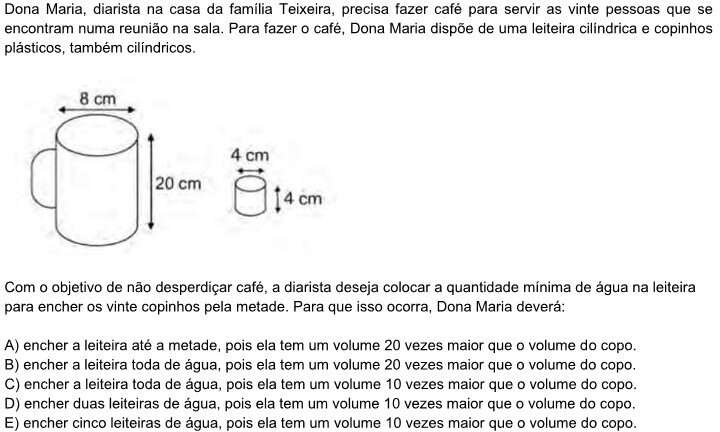 Dona Maria, diarista na casa da família Teixeira, precisa fazer café para servir as vinte pessoas que se
encontram numa reunião na sala. Para fazer o café, Dona Maria dispõe de uma leiteira cilíndrica e copinhos
plásticos, também cilíndricos.
8 cm
20 cm
4 cm
4 cm
Com o objetivo de não desperdiçar café, a diarista deseja colocar a quantidade mínima de água na leiteira
para encher os vinte copinhos pela metade. Para que isso ocorra, Dona Maria deverá:
A) encher a leiteira até a metade, pois ela tem um volume 20 vezes maior que o volume do copo.
B) encher a leiteira toda de água, pois ela tem um volume 20 vezes maior que o volume do copo.
C) encher a leiteira toda de água, pois ela tem um volume 10 vezes maior que o volume do copo.
D) encher duas leiteiras de água, pois ela tem um volume 10 vezes maior que o volume do copo.
E) encher cinco leiteiras de água, pois ela tem um volume 10 vezes maior que o volume do copo.